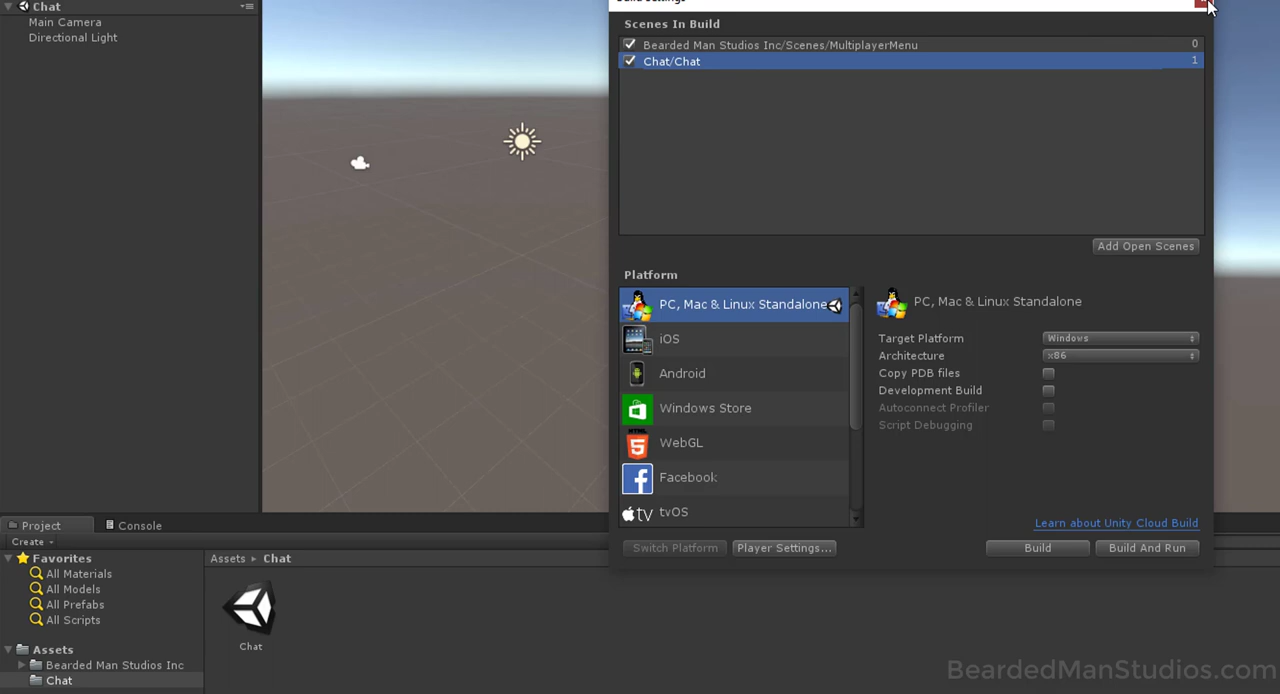 Chat
Main Camera
Directional Light
Scenes In Build
Bearded Man Studios Inc/Scenes/MultiplayerMenu 0
Chat/Chat 1
Add Open Scenes
Platform
PC, Mac & Linux Standalone
iOS
Android
Windows Store
HTML
WebGL
Facebook
tv tvOS
PC, Mac & Linux Standalone
Target Platform Windows
Architecture x86
Copy PDB files
Development Build
Autoconnect Profiler
Script Debugging
Learn about Unity Cloud Build
Switch Platform Player Settings... Build Build And Run
Project Console
Create
Favorites
All Materials
All Models
All Prefabs
All Scripts
Assets
Bearded Man Studios Inc
Chat
Assets Chat
Chat
BeardedManStudios.com